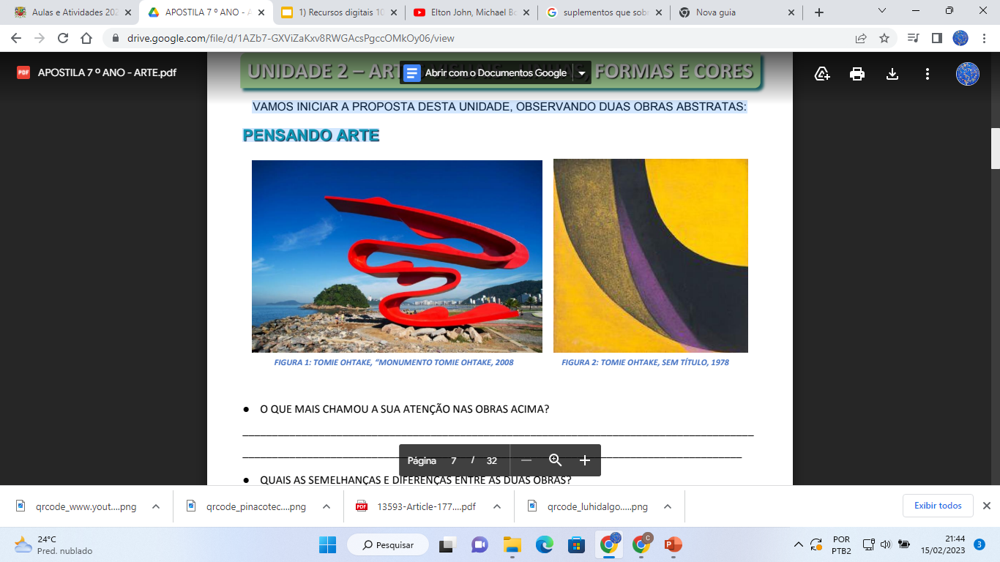 Aulas e Atividades 202
APOSTILA 7 º ANO - A
1) Recursos digitais 10
Elton John, Michael Bo
suplementos que sob
Nova guia
drive.google.com/file/d/1AZb7-GXViZaKxv8RWGAcsPgccOMkOy06/view
PDF
APOSTILA 7 º ANO - ARTE.pdf
UNIDADE 2 – ART
FORMAS E CORES
Abrir com o Documentos Google
VAMOS INICIAR A PROPOSTA DESTA UNIDADE, OBSERVANDO DUAS OBRAS ABSTRATAS:
PENSANDO ARTE
FIGURA 1: TOMIE OHTAKE, “MONUMENTO TOMIE OHTAKE, 2008
FIGURA 2: TOMIE OHTAKE, SEM TÍTULO, 1978
● O QUE MAIS CHAMOU A SUA ATENÇÃO NAS OBRAS ACIMA?
Página 7 / 32
● QUAIS AS SEMELHANÇAS E DIFERENÇAS ENTRE AS DUAS OBRAS?
qrcode_www.yout....png
qrcode_pinacotec....png
PDF
13593-Article-177....pdf
qrcode_luhidalgo.....png
Exibir todos
24°C
Pred. nublado
Pesquisar
C
P
POR
PTB2
21:44
15/02/2023
3